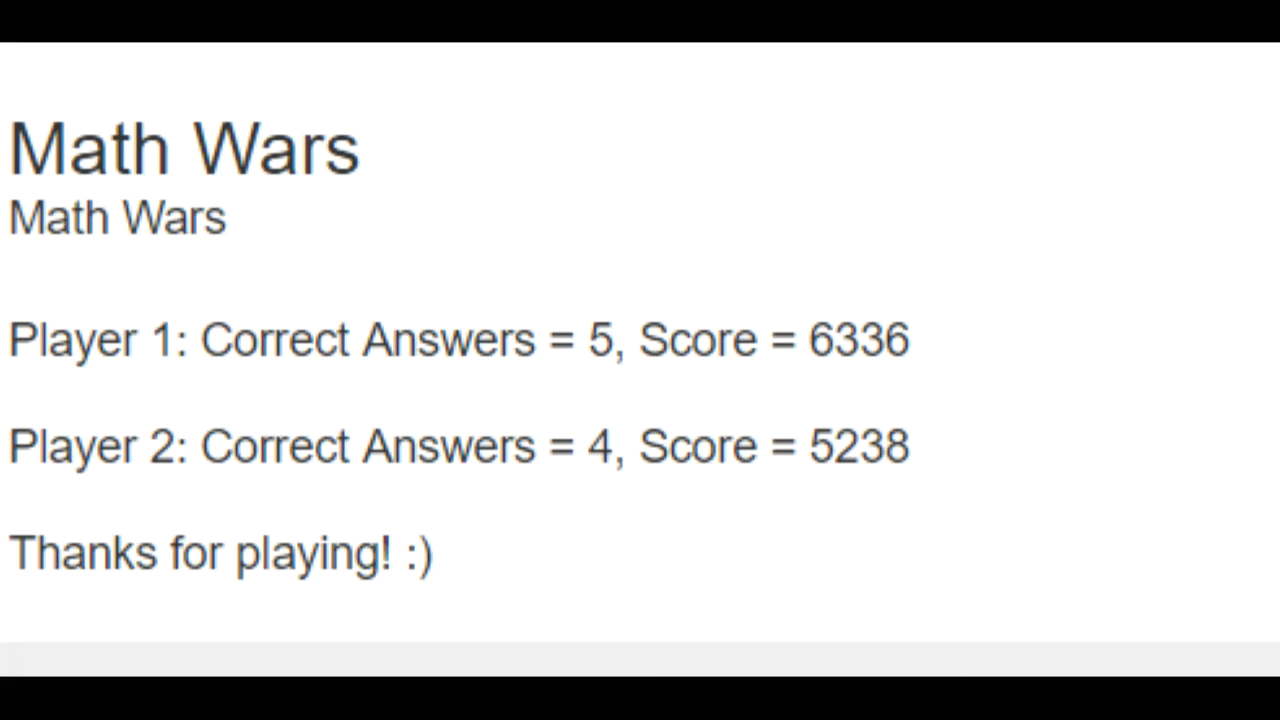 Math Wars
Math Wars
Player 1: Correct Answers = 5, Score = 6336
Player 2: Correct Answers = 4, Score = 5238
Thanks for playing! :)